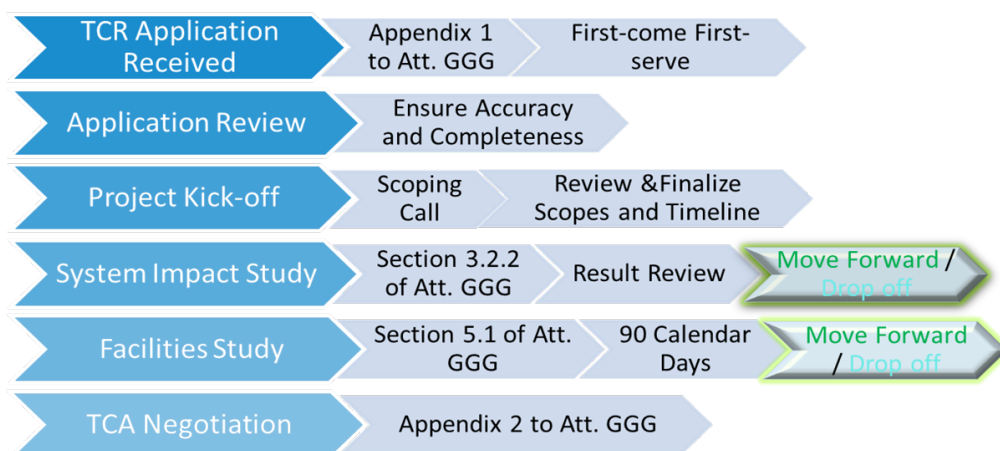 TCR Application
Received
Appendix 1
to Att. GGG
First-come First-
serve
Application Review
Ensure Accuracy
and Completeness
Project Kick-off
Scoping
Call
Review &Finalize
Scopes and Timeline
System Impact Study
Section 3.2.2
of Att. GGG
Result Review
Move Forward /
Drop off
Facilities Study
Section 5.1 of Att.
GGG
90 Calendar
Days
Move Forward
/ Drop off
TCA Negotiation
Appendix 2 to Att. GGG